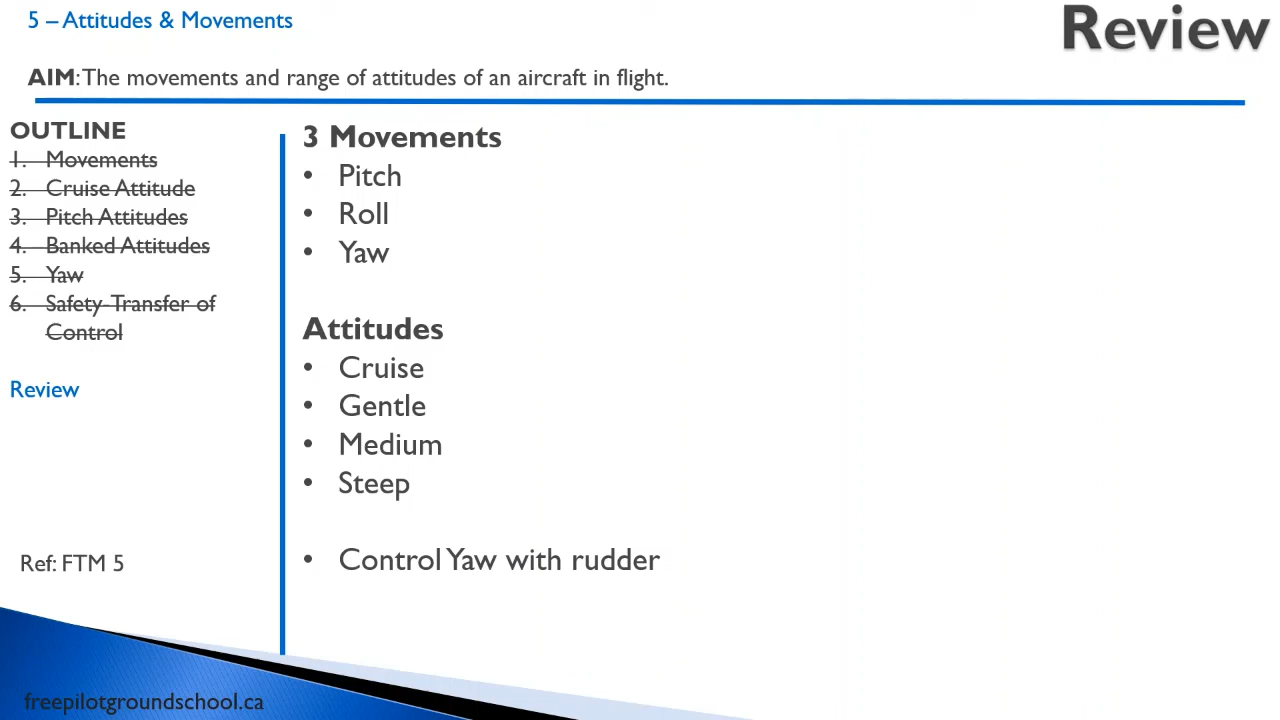 5 – Attitudes & Movements
Review
AIM: The movements and range of attitudes of an aircraft in flight.
OUTLINE
1. Movements
2. Cruise Attitude
3. Pitch Attitudes
4. Banked Attitudes
5. Yaw
6. Safety-Transfer of
Control
Review
Ref: FTM 5
3 Movements
• Pitch
• Roll
• Yaw
Attitudes
• Cruise
• Gentle
• Medium
• Steep
• Control Yaw with rudder
freepilotgroundschool.ca